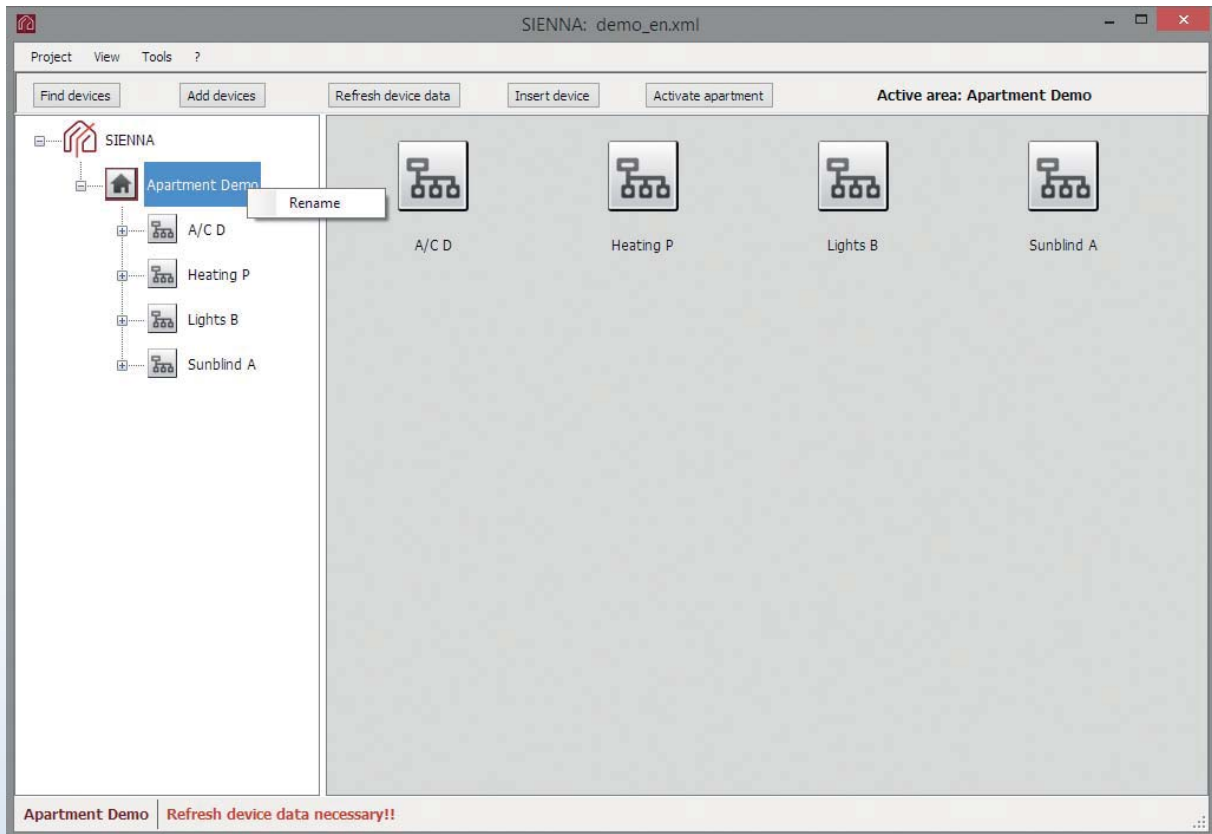 SIENNA: demo_en.xml
Project View Tools ?
Find devices Add devices Refresh device data Insert device Activate apartment Active area: Apartment Demo
SIENNA
Apartment Demo
Rename
A/C D
Heating P
Lights B
Sunblind A
A/C D Heating P Lights B Sunblind A
Apartment Demo Refresh device data necessary!!